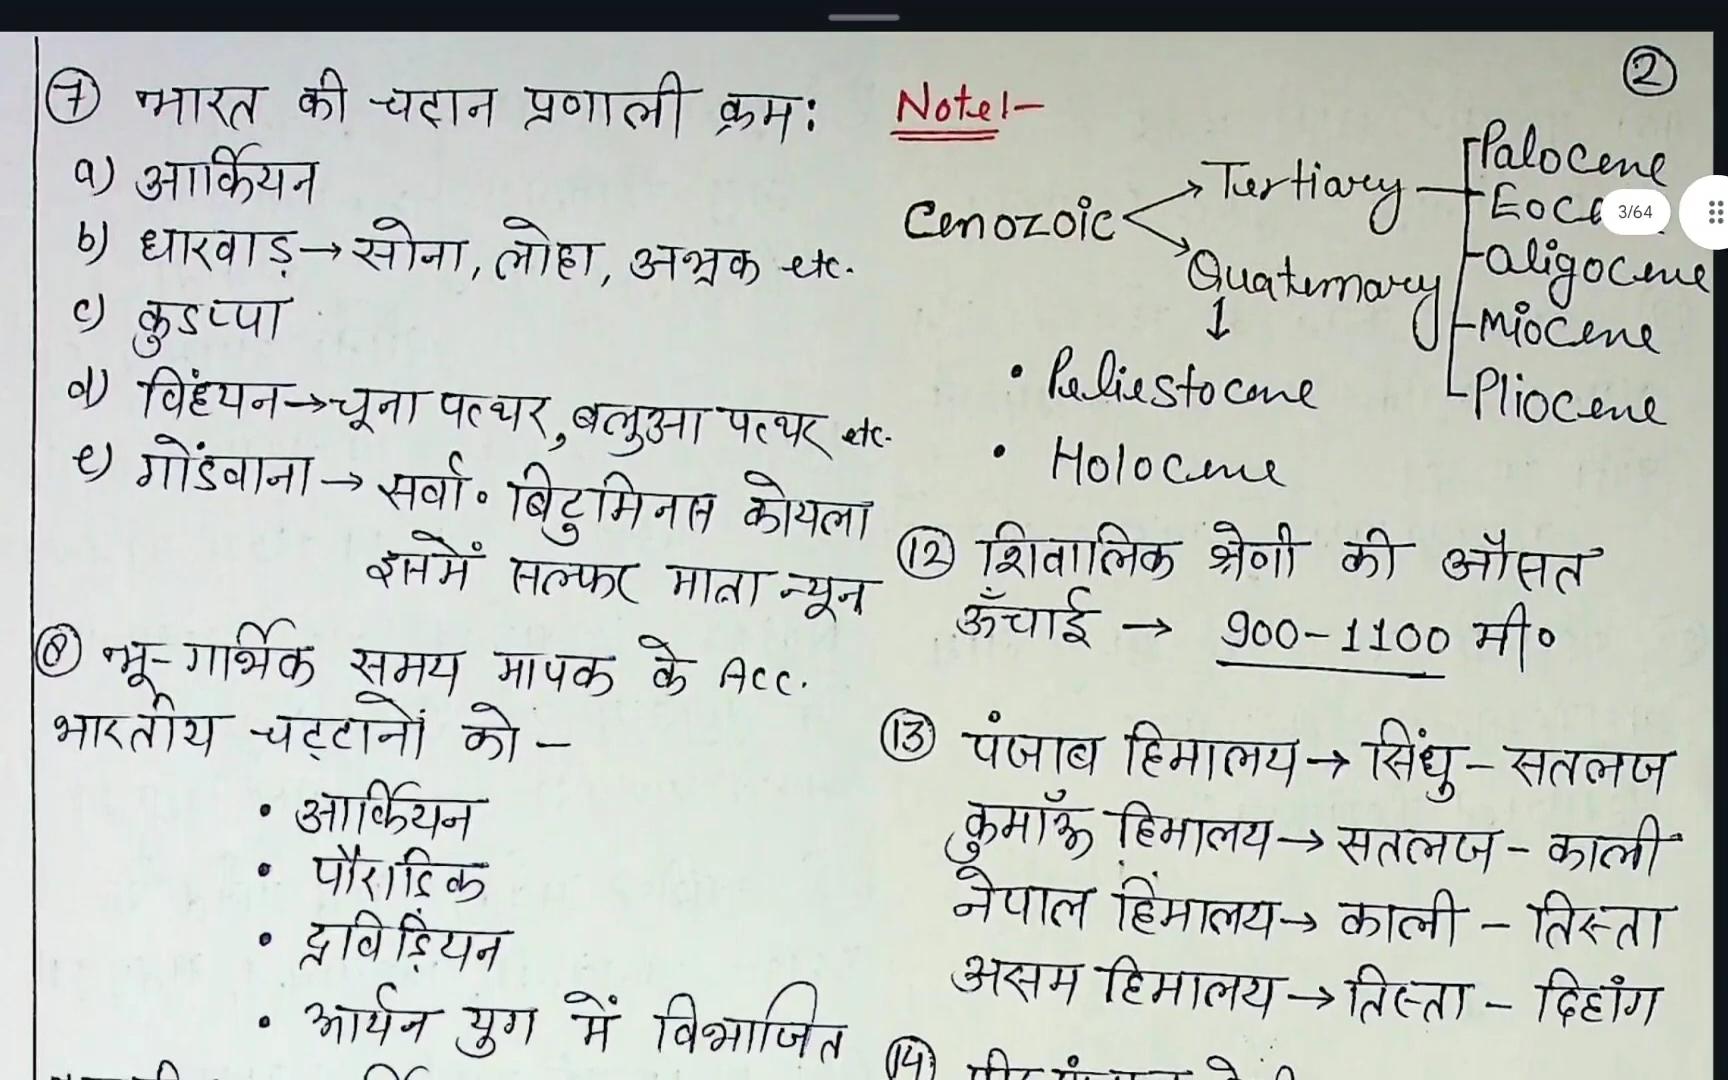 ⑦ भारत की चट्टान प्रणाली क्रम:
a) आर्कियन
b) धारवाड़→सोना, लोहा, अभ्रक etc.
c) कुडप्पा
d) विंध्यन→चूना पत्थर, बलुआ पत्थर etc.
e) गोंडवाना→सर्वा० बिटुमिनस कोयला
इसमें सल्फर मात्रा न्यून
⑧ भू-गार्भिक समय मापक के Acc.
भारतीय चट्टानों को –
• आर्कियन
• पौराड़िक
• द्रविड़ियन
• आर्यन युग में विभाजित
②
Note:-
Cenozoic
Tertiary
Palocene
Eoce
3/64
Oligocene
Miocene
Pliocene
Quaternary
↓
• Peliestocene
• Holocene
⑫ शिवालिक श्रेणी की औसत
ऊँचाई → 900-1100 मी०
⑬ पंजाब हिमालय→सिंधु-सतलज
कुमाऊँ हिमालय→सतलज-काली
नेपाल हिमालय→काली-तिस्ता
असम हिमालय→तिस्ता-दिहांग
⑭